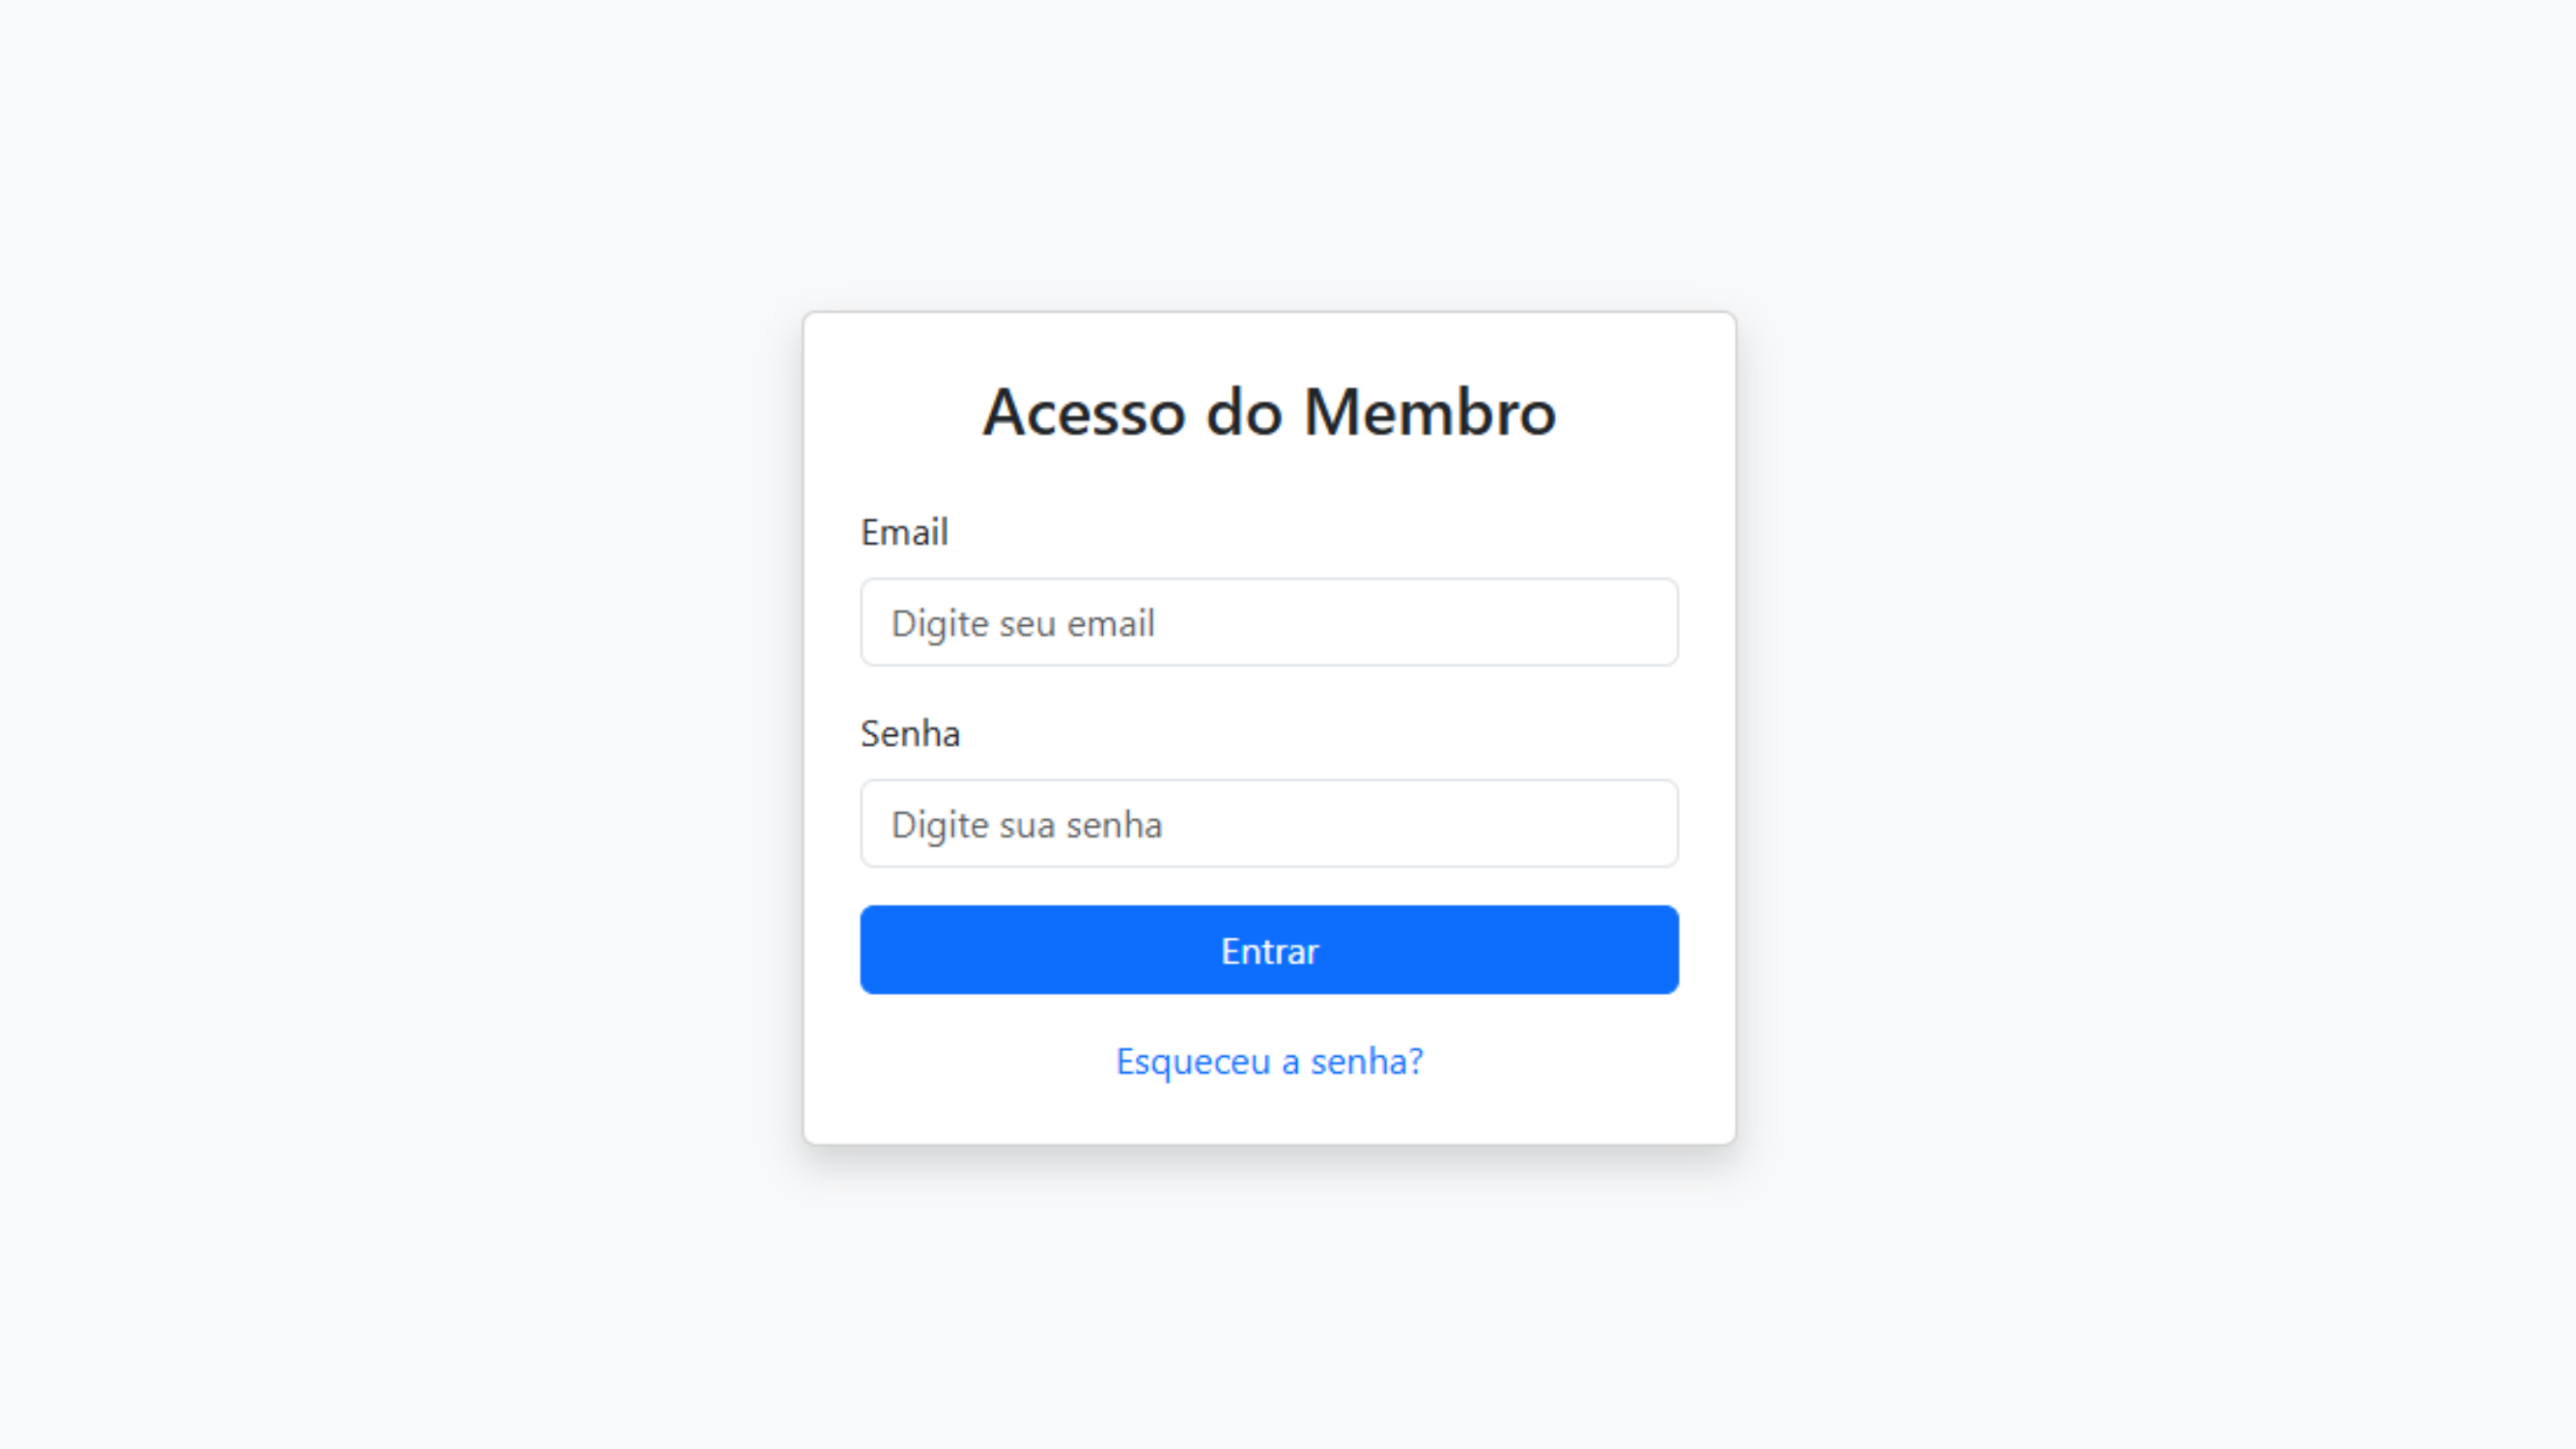 Acesso do Membro
Email
Digite seu email
Senha
Digite sua senha
Entrar
Esqueceu a senha?